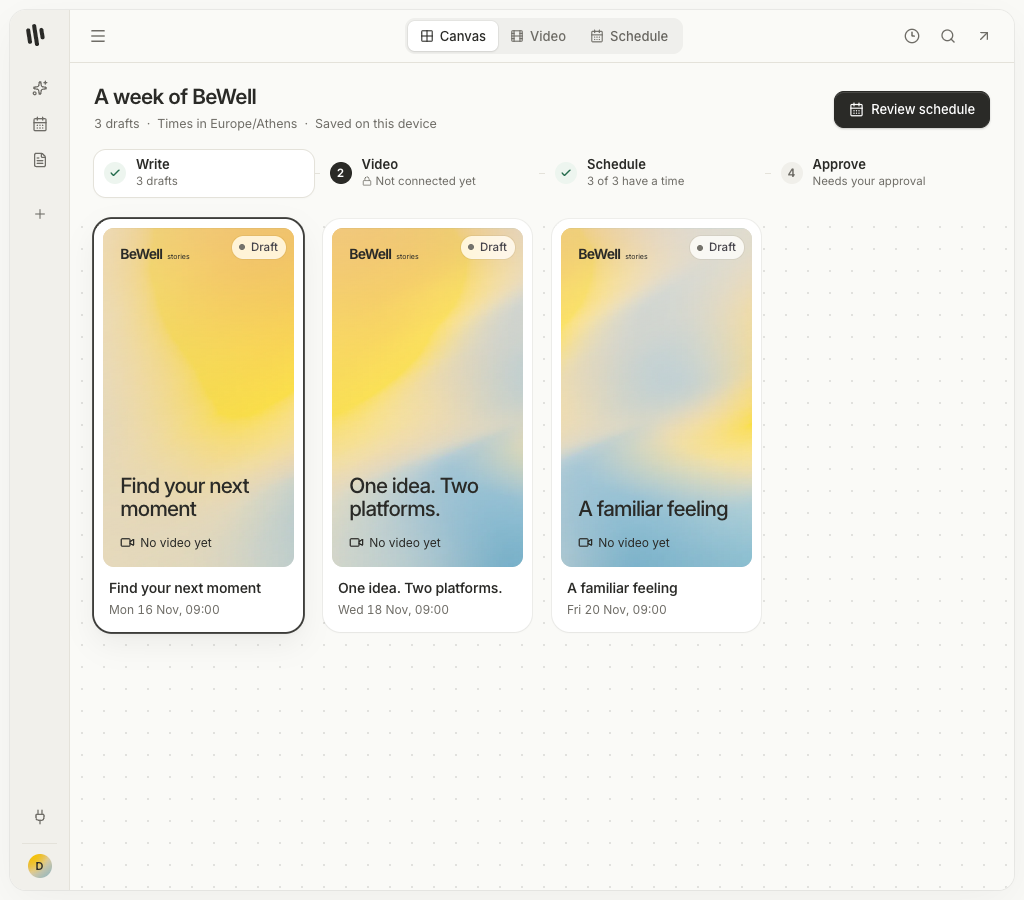 Canvas
Video
Schedule
A week of BeWell
3 drafts · Times in Europe/Athens · Saved on this device
Review schedule
Write
3 drafts
2
Video
Not connected yet
Schedule
3 of 3 have a time
4
Approve
Needs your approval
BeWell stories
Draft
Find your next
moment
No video yet
Find your next moment
Mon 16 Nov, 09:00
BeWell stories
Draft
One idea. Two
platforms.
No video yet
One idea. Two platforms.
Wed 18 Nov, 09:00
BeWell stories
Draft
A familiar feeling
No video yet
A familiar feeling
Fri 20 Nov, 09:00
D